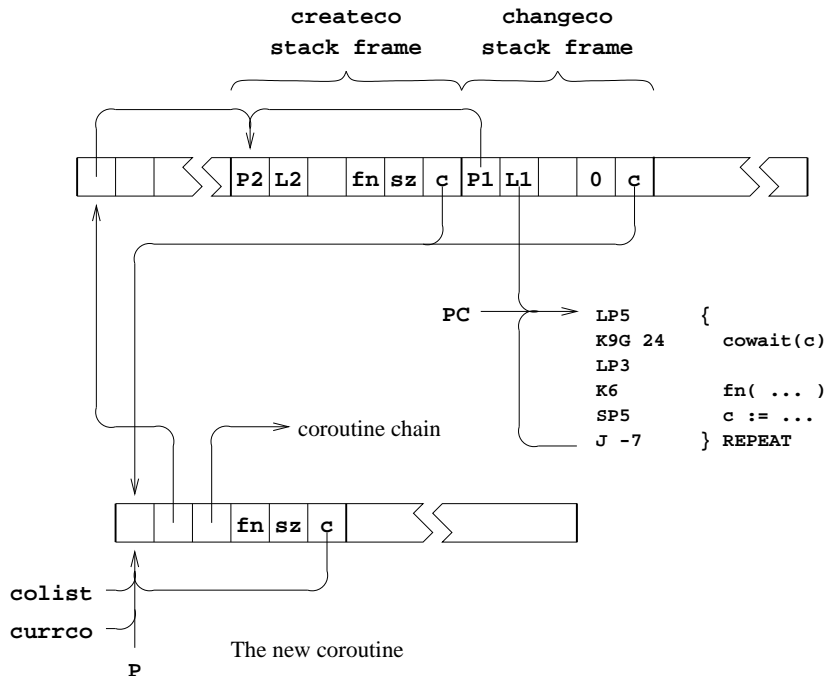 createco changeco
stack frame stack frame
P2 L2 fn sz c P1 L1 0 c
PC
LP5 {
K9G 24 cowait(c)
LP3
K6 fn( ... )
SP5 c := ...
J -7 } REPEAT
coroutine chain
fn sz c
colist
currco
The new coroutine
P